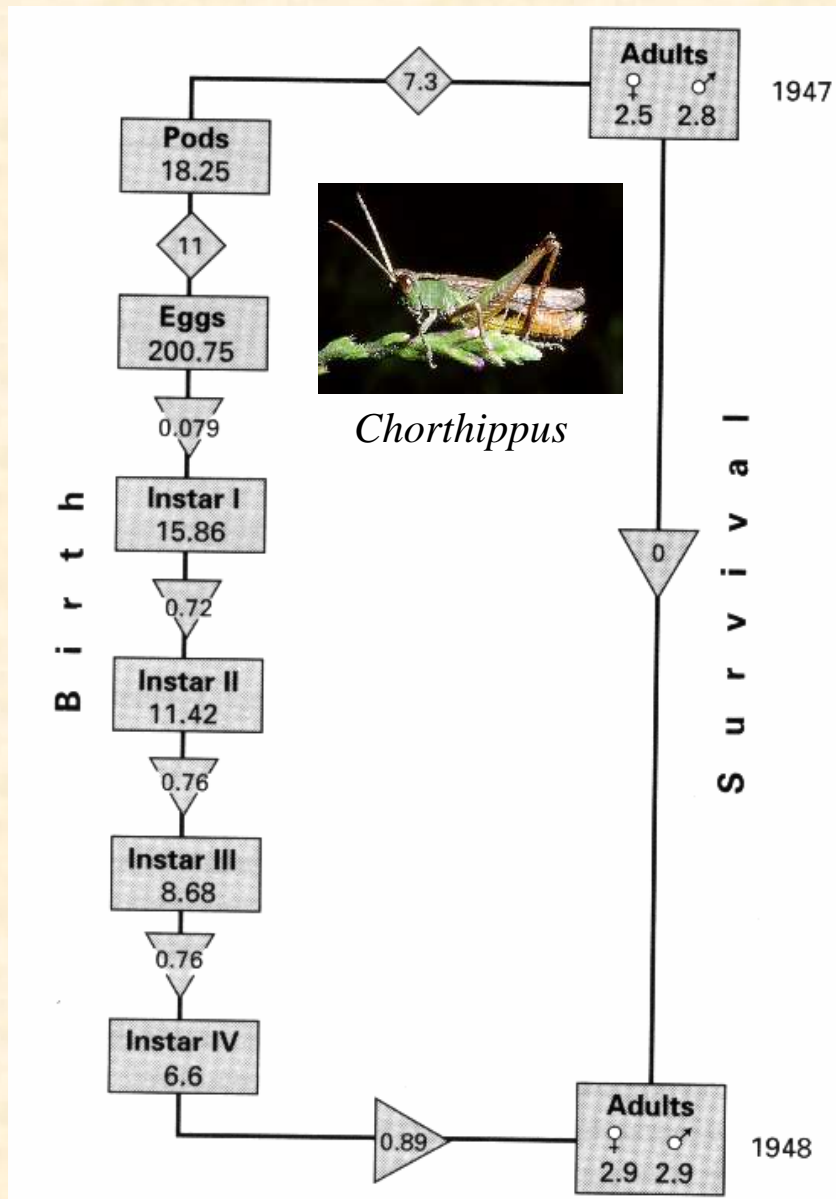 Adults
♀ ♂
2.5 2.8
1947
7.3
Pods
18.25
11
Eggs
200.75
0.079
Chorthippus
Instar I
15.86
0.72
Instar II
11.42
0.76
Instar III
8.68
0.76
Instar IV
6.6
0.89
Birth
Survival
0
Adults
♀ ♂
2.9 2.9
1948